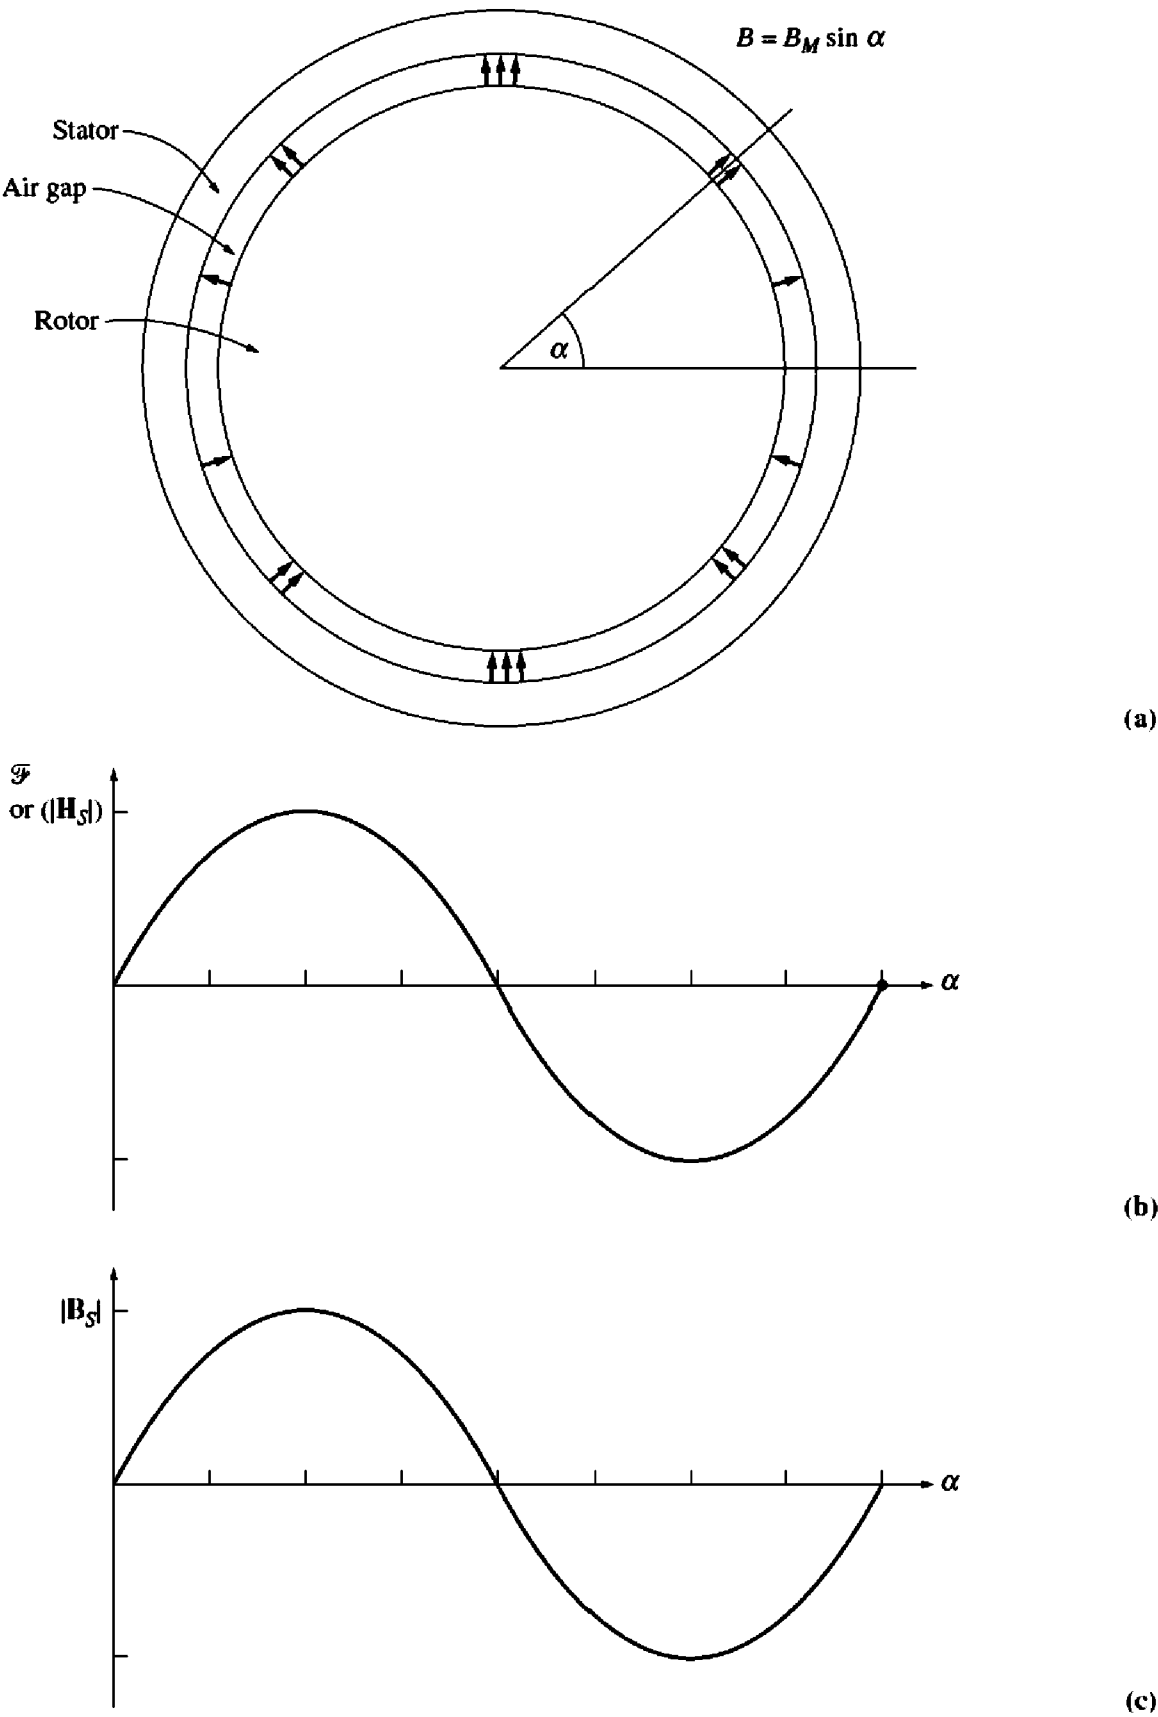 B = B_M sin α
Stator
Air gap
Rotor
α
(a)
ℱ
or (|H_S|)
α
(b)
|B_S|
α
(c)